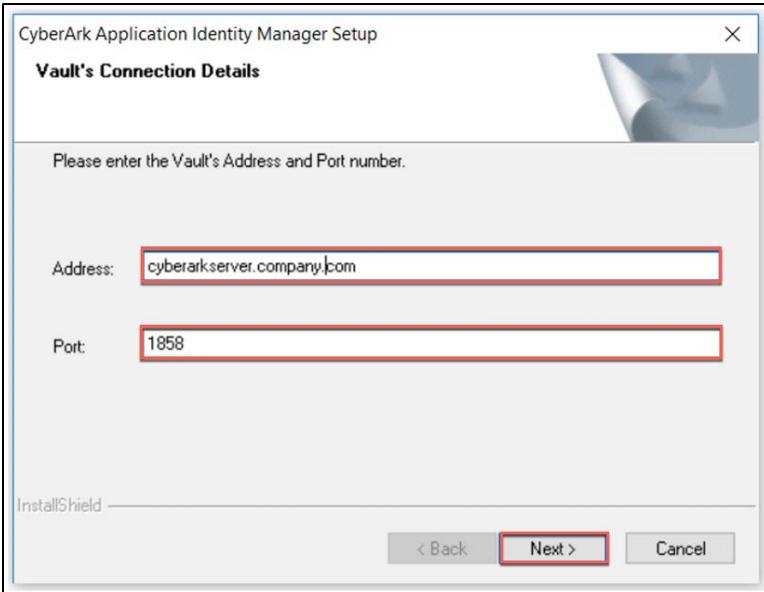 CyberArk Application Identity Manager Setup
Vault's Connection Details
Please enter the Vault's Address and Port number.
Address: cyberarkserver.company.com
Port: 1858
InstallShield
< Back Next > Cancel